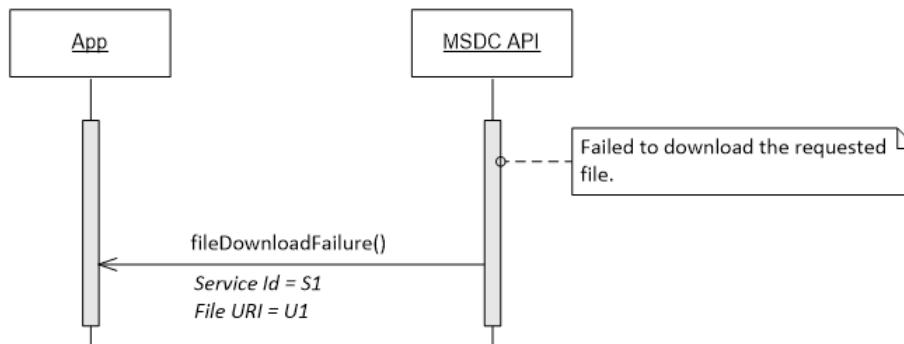 App
MSDC API
Failed to download the requested
file.
fileDownloadFailure()
Service Id = S1
File URI = U1